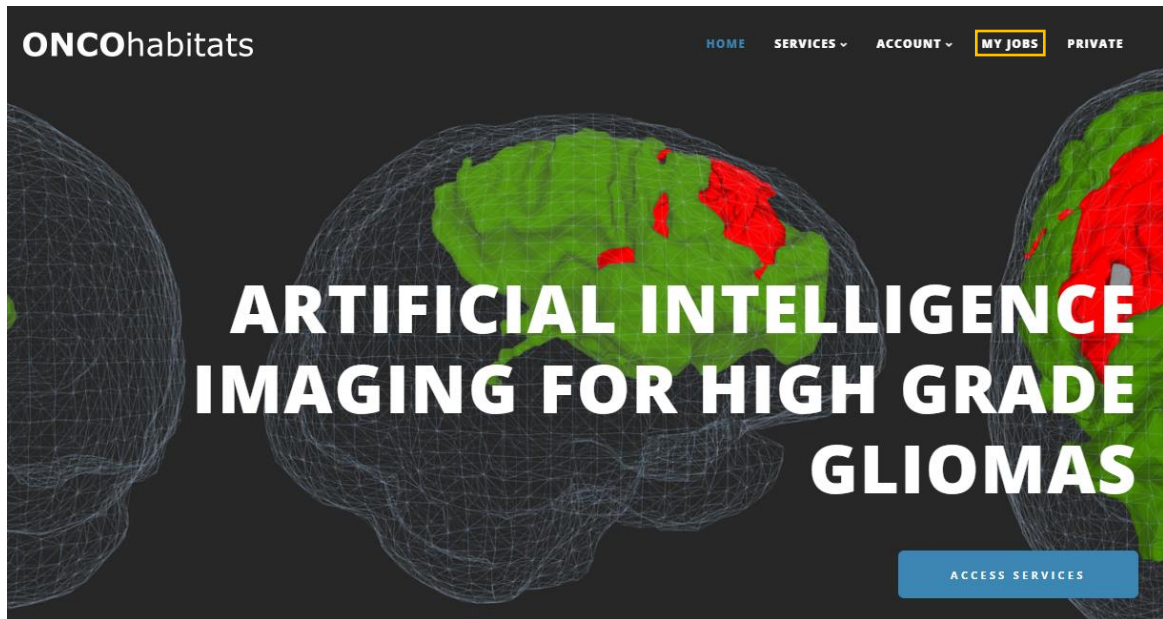 ONCOhabitats
HOME SERVICES ACCOUNT MY JOBS PRIVATE
ARTIFICIAL INTELLIGENCE
IMAGING FOR HIGH GRADE
GLIOMAS
ACCESS SERVICES